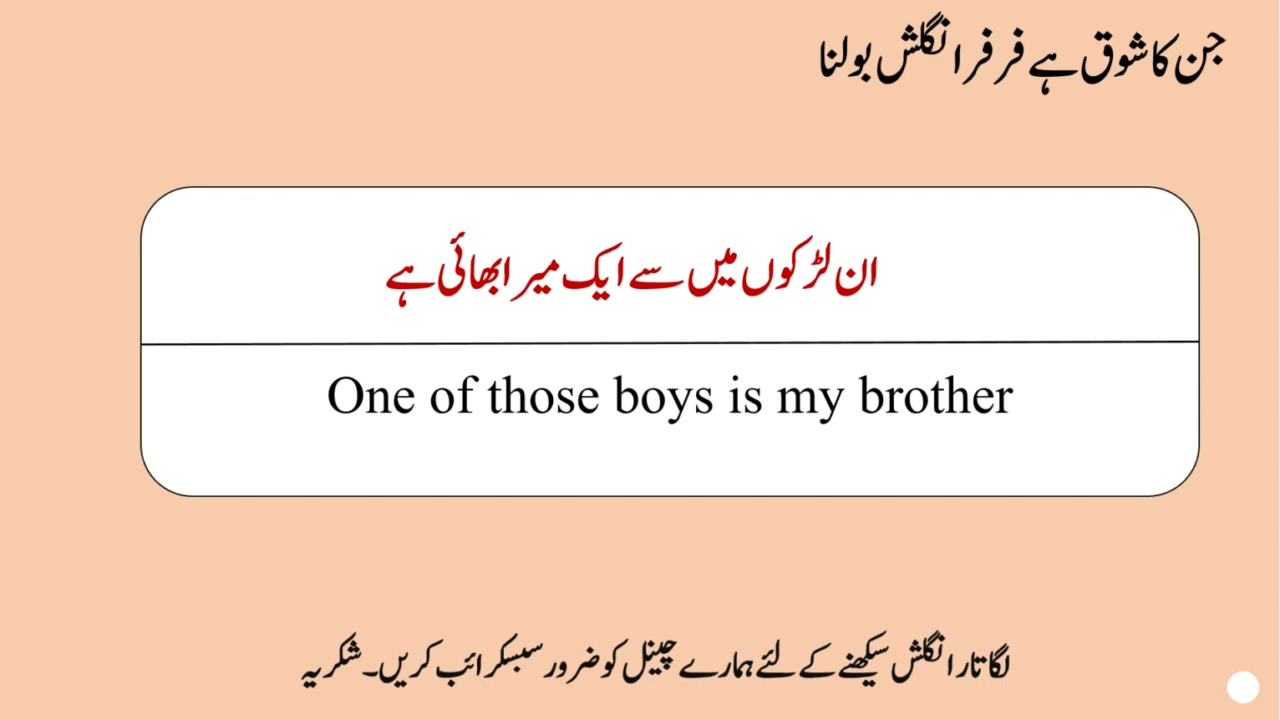 جن کا شوق ہے فر فر انگلش بولنا
ان لڑکوں میں سے ایک میرا بھائی ہے
One of those boys is my brother
لگاتار انگلش سیکھنے کے لئے ہمارے چینل کو ضرور سبسکرائب کریں۔ شکریہ